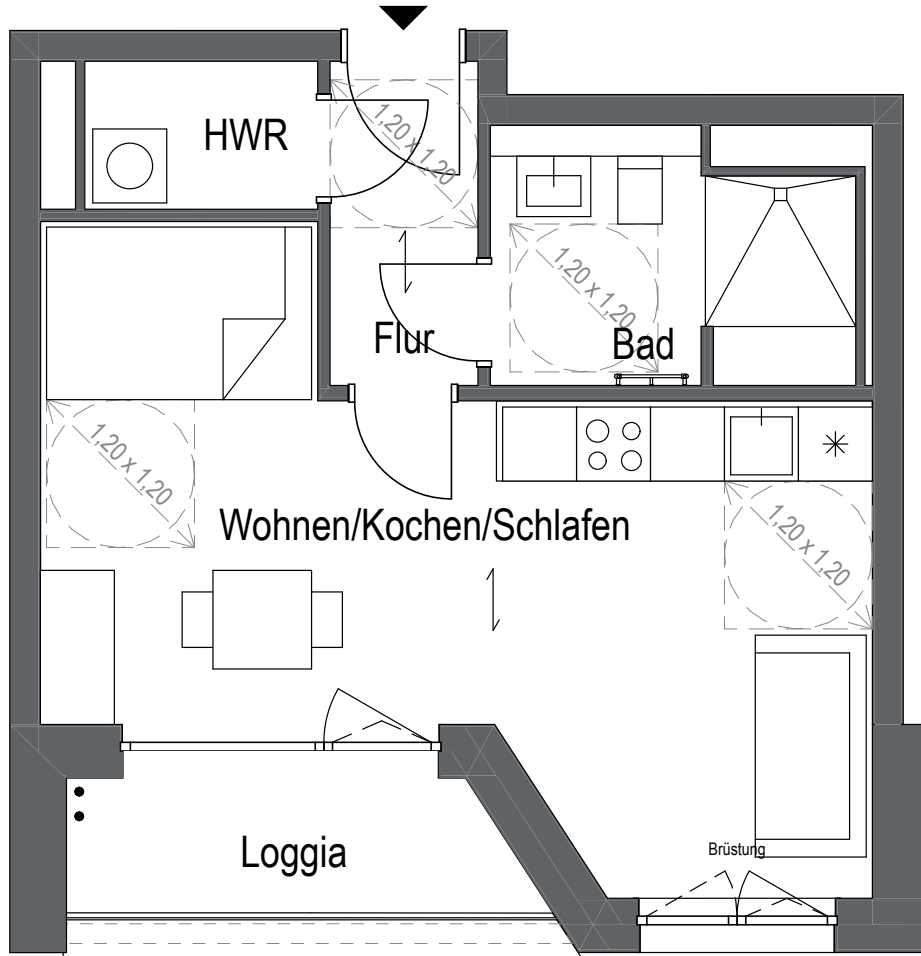 HWR
1,20 x 1,20
1,20 x 1,20
Flur
Bad
1,20 x 1,20
Wohnen/Kochen/Schlafen
1,20 x 1,20
Brüstung
Loggia